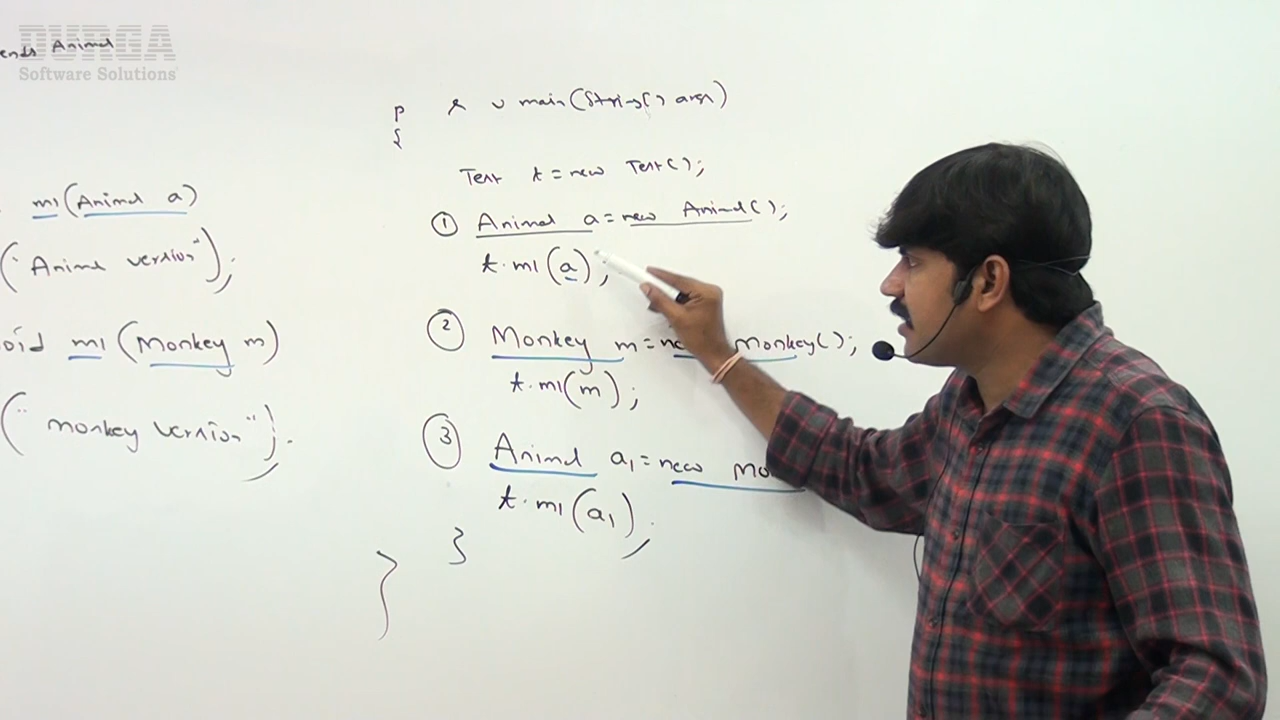 DURGA
Software Solutions
ends Animal
m1(Animal a)
("Animal version");
oid m1(Monkey m)
("monkey version");
p s v main(String[] args)
{
Test t=new Test();
① Animal a=new Animal();
t.m1(a);
② Monkey m=new monkey();
t.m1(m);
③ Animal a1=new Mo
t.m1(a1);
}
}